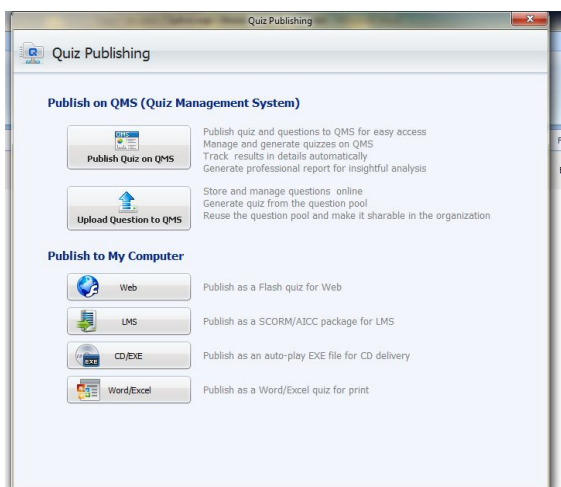 Quiz Publishing
Quiz Publishing
Publish on QMS (Quiz Management System)
QMS
Publish Quiz on QMS
Publish quiz and questions to QMS for easy access
Manage and generate quizzes on QMS
Track results in details automatically
Generate professional report for insightful analysis
Upload Question to QMS
Store and manage questions online
Generate quiz from the question pool
Reuse the question pool and make it sharable in the organization
Publish to My Computer
Web
Publish as a Flash quiz for Web
LMS
Publish as a SCORM/AICC package for LMS
EXE
CD/EXE
Publish as an auto-play EXE file for CD delivery
Word/Excel
Publish as a Word/Excel quiz for print